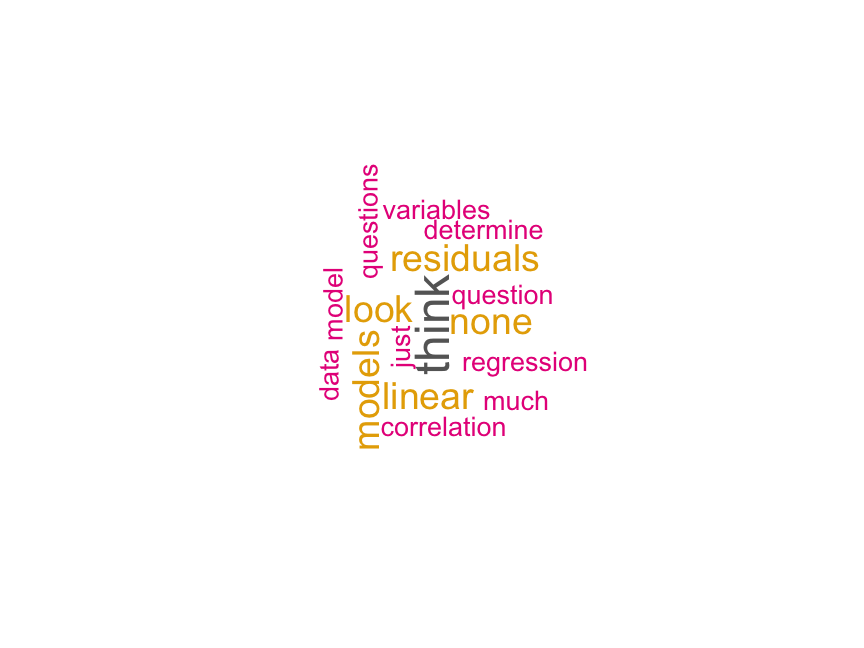 questions
variables
determine
residuals
model
think
question
look
none
just
models
data
regression
linear
much
correlation